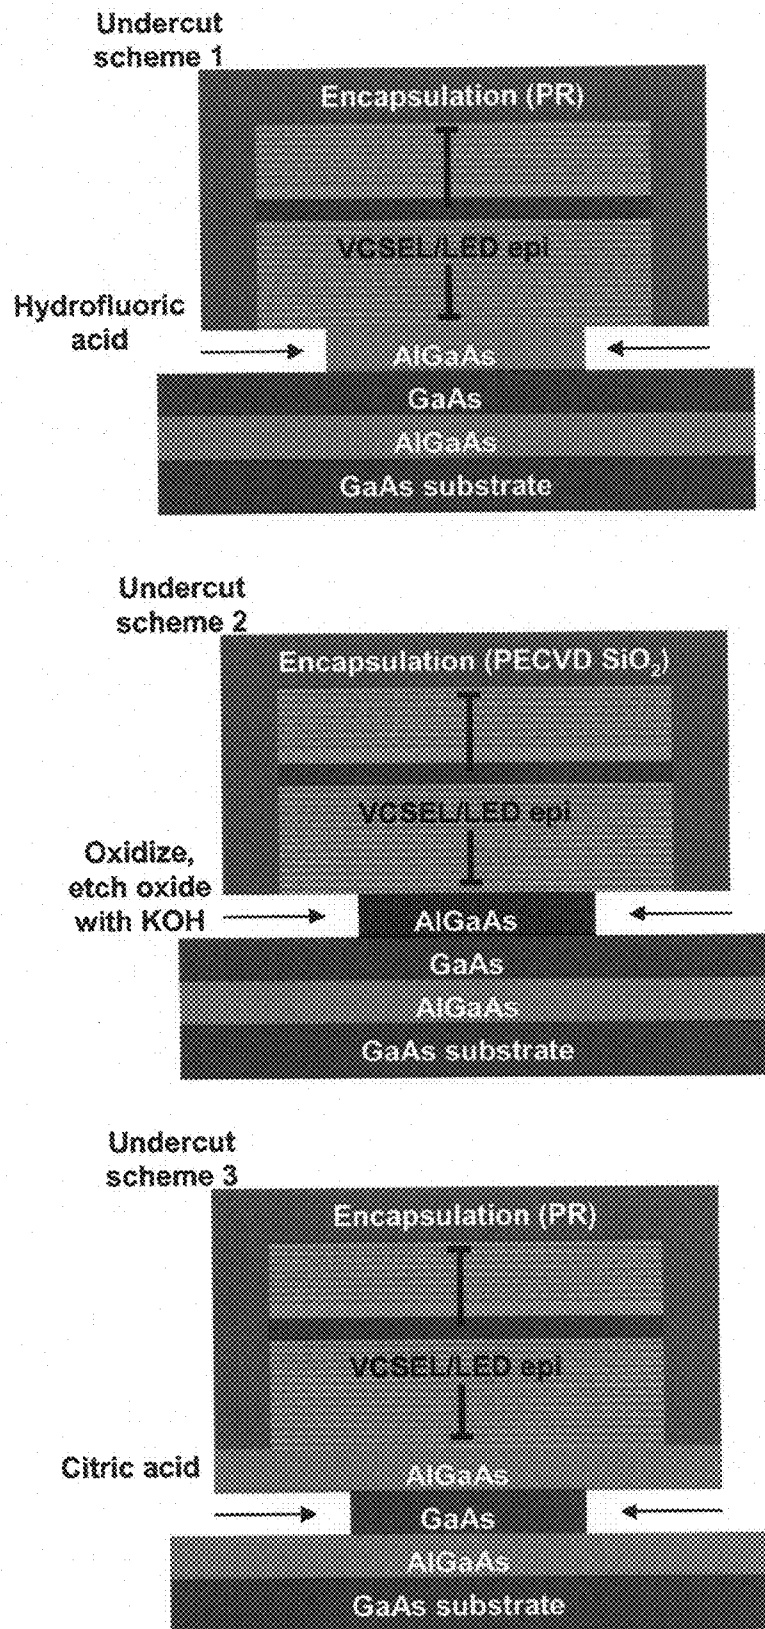 Undercut
scheme 1
Encapsulation (PR)
VCSEL/LED epi
Hydrofluoric
acid
AlGaAs
GaAs
AlGaAs
GaAs substrate
Undercut
scheme 2
Encapsulation (PECVD SiO₂)
VCSEL/LED epi
Oxidize,
etch oxide
with KOH
AlGaAs
GaAs
AlGaAs
GaAs substrate
Undercut
scheme 3
Encapsulation (PR)
VCSEL/LED epi
Citric acid
AlGaAs
GaAs
AlGaAs
GaAs substrate